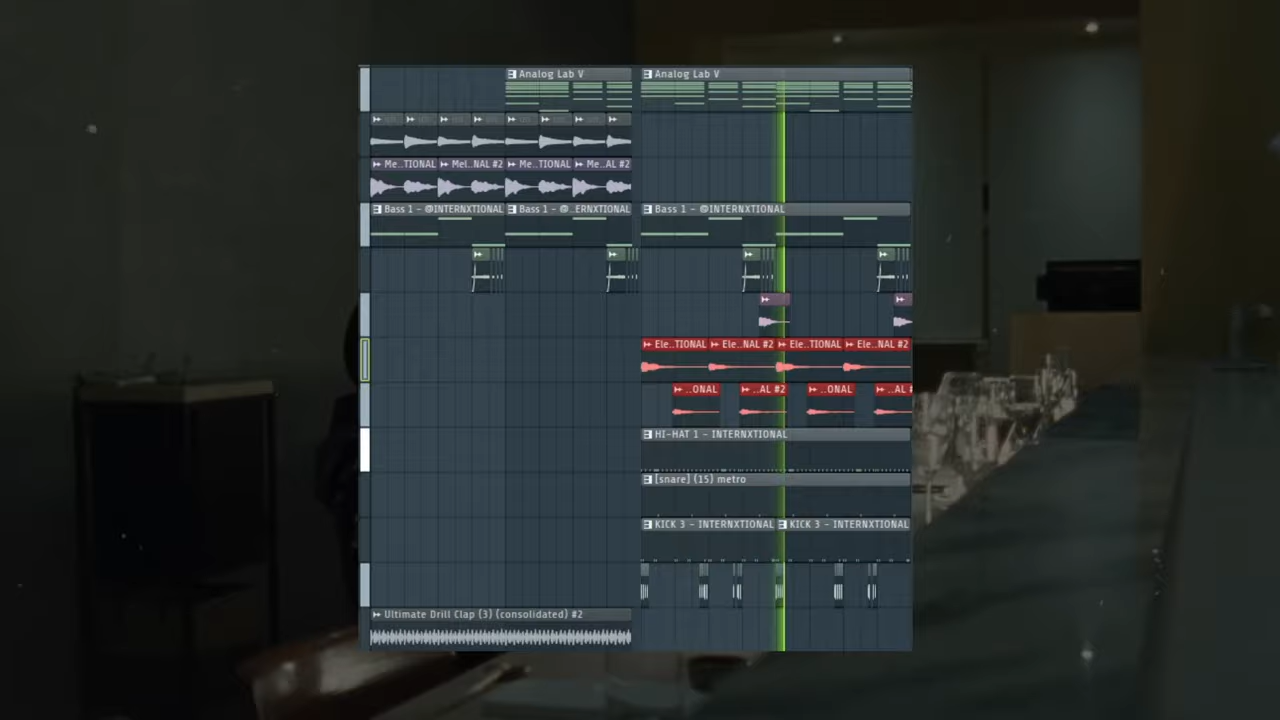 Analog Lab V
Analog Lab V
Me..TIONAL
Mel..NAL #2
Me..TIONAL
Me..AL #2
Bass 1 - @INTERNXTIONAL
Bass 1 - @..ERNXTIONAL
Bass 1 - @INTERNXTIONAL
Ele..TIONAL
Ele..NAL #2
Ele..TIONAL
Ele..NAL #2
..ONAL
..AL #2
..ONAL
..AL #
HI-HAT 1 - INTERNXTIONAL
[snare] (15) metro
KICK 3 - INTERNXTIONAL
KICK 3 - INTERNXTIONAL
Ultimate Drill Clap (3) (consolidated) #2